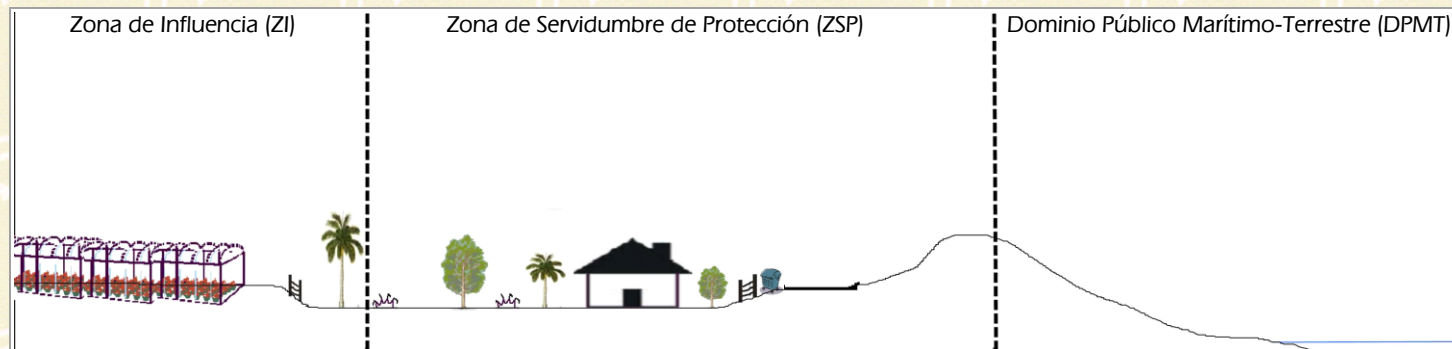 Zona de Influencia (ZI)
Zona de Servidumbre de Protección (ZSP)
Dominio Público Marítimo-Terrestre (DPMT)